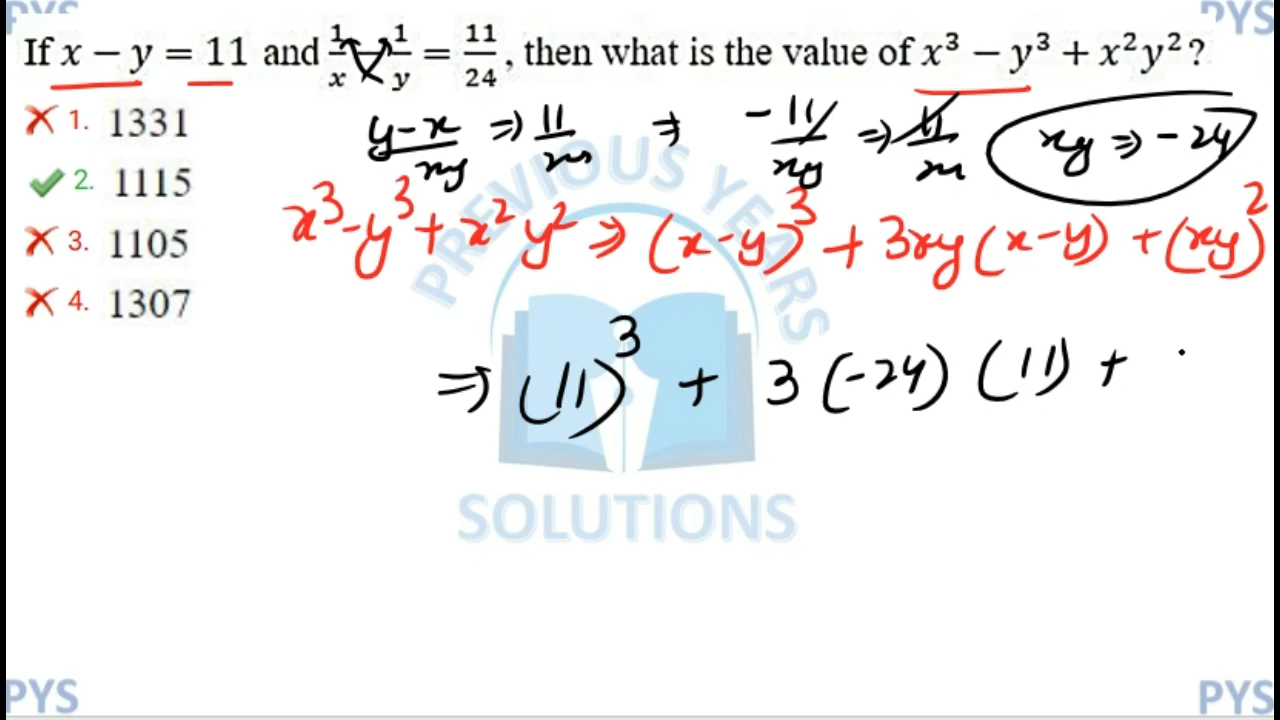 PYS PYS
If x − y = 11 and 1/x − 1/y = 11/24, then what is the value of x³ − y³ + x²y²?
1. 1331
2. 1115
3. 1105
4. 1307
y-x/xy ⇒ 11/24 ⇒ -11/xy ⇒ 11/24 xy ⇒ -24
x³-y³+x²y² ⇒ (x-y)³ + 3xy(x-y) + (xy)²
⇒ (11)³ + 3(-24)(11) +
PREVIOUS YEARS
SOLUTIONS
PYS PYS